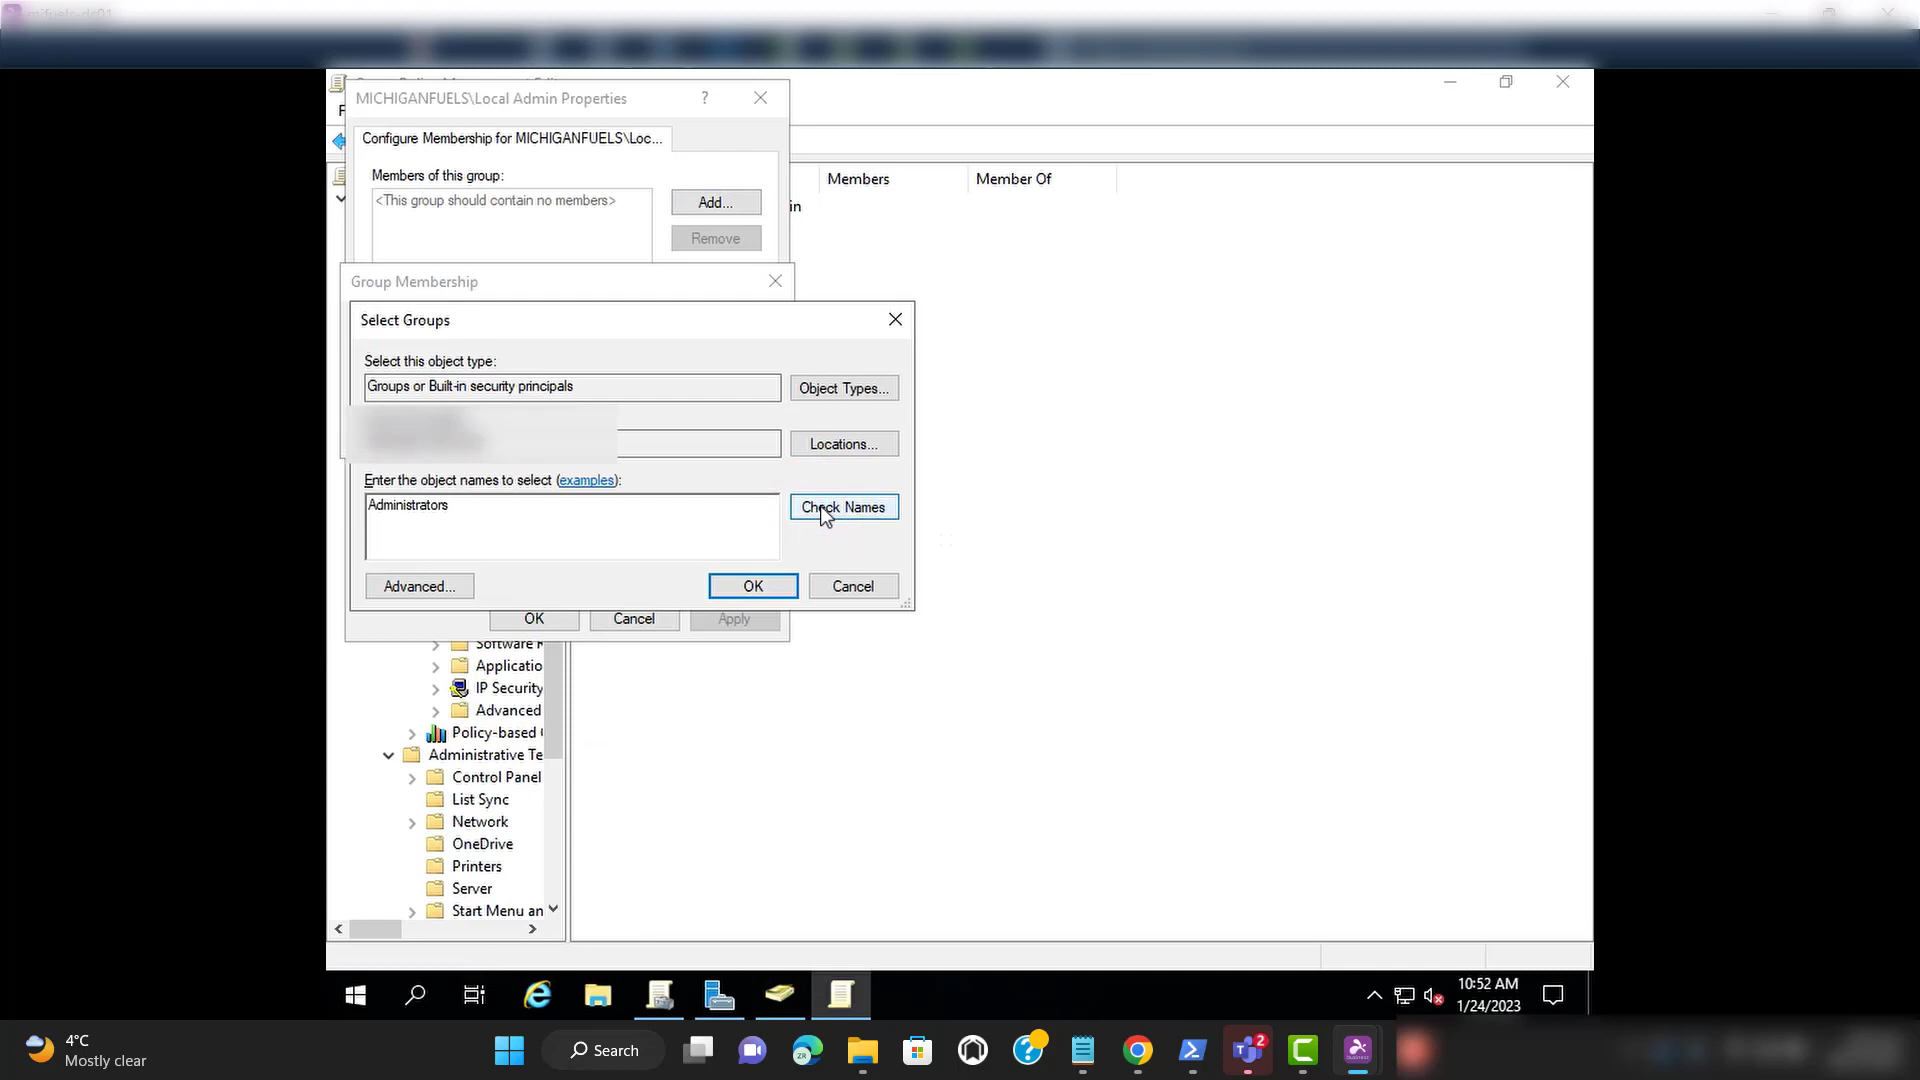 MICHIGANFUELS\Local Admin Properties
?
Configure Membership for MICHIGANFUELS\Loc...
Members of this group:
<This group should contain no members>
Add...
Remove
Members
Member Of
in
Group Membership
Select Groups
Select this object type:
Groups or Built-in security principals
Object Types...
Locations...
Enter the object names to select (examples):
Administrators
Check Names
Advanced...
OK
Cancel
OK
Cancel
Apply
Software R
Applicatio
IP Security
Advanced
Policy-based
Administrative Te
Control Panel
List Sync
Network
OneDrive
Printers
Server
Start Menu an
10:52 AM
1/24/2023
4°C
Mostly clear
Search
ZR
2